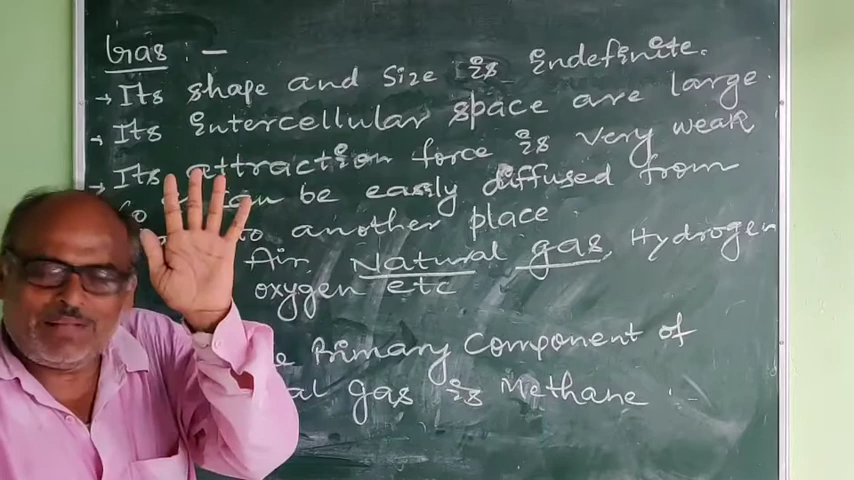 Gas : —
→ Its shape and size is indefinite.
→ Its intercellular space are large.
→ Its attraction force is very weak
So can be easily diffused from
to another place
Air Natural gas, Hydrogen
oxygen etc
Primary Component of
gas is Methane .